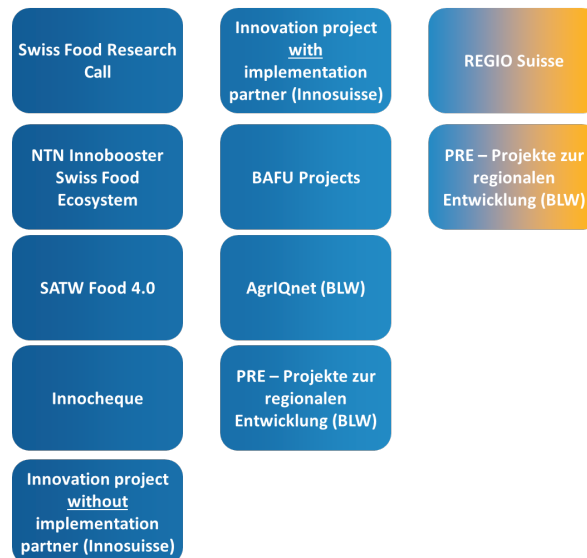 Swiss Food Research
Call
NTN Innobooster
Swiss Food
Ecosystem
SATW Food 4.0
Innocheque
Innovation project
without
implementation
partner (Innosuisse)
Innovation project
with
implementation
partner (Innosuisse)
BAFU Projects
AgrIQnet (BLW)
PRE – Projekte zur
regionalen
Entwicklung (BLW)
REGIO Suisse
PRE – Projekte zur
regionalen
Entwicklung (BLW)